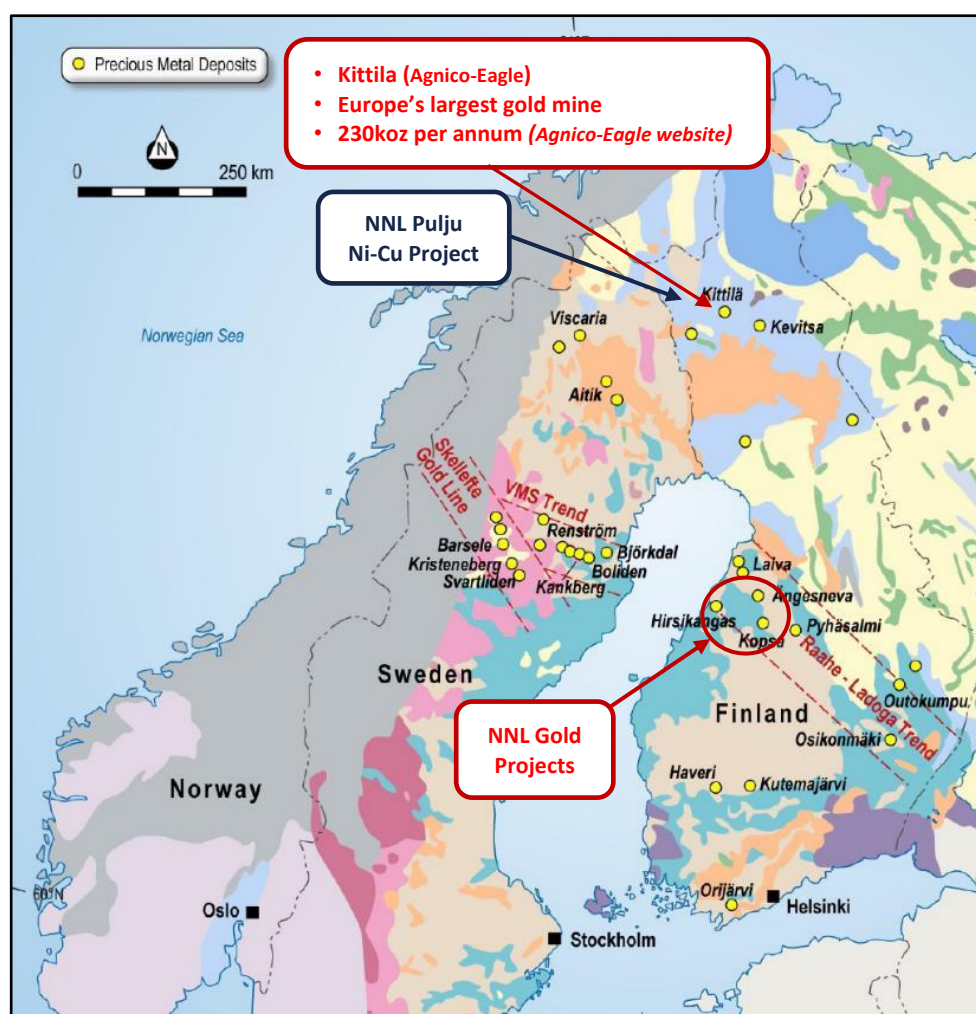 Precious Metal Deposits
• Kittila (Agnico-Eagle)
• Europe's largest gold mine
• 230koz per annum (Agnico-Eagle website)
N
0 250 km
NNL Pulju
Ni-Cu Project
Norwegian Sea
Kittilä
Kevitsa
Viscaria
Aitik
Skellefte
Gold Line
VMS Trend
Renström
Barsele
Björkdal
Kristeneberg
Boliden
Svartliden
Kankberg
Laiva
Angesneva
Hirsikangas
Kopsa
Pyhäsalmi
Raahe - Ladoga Trend
Sweden
Outokumpu
Finland
Osikonmäki
NNL Gold
Projects
Norway
Haveri
Kutemajärvi
60°N
Oslo
Orijärvi
Helsinki
Stockholm